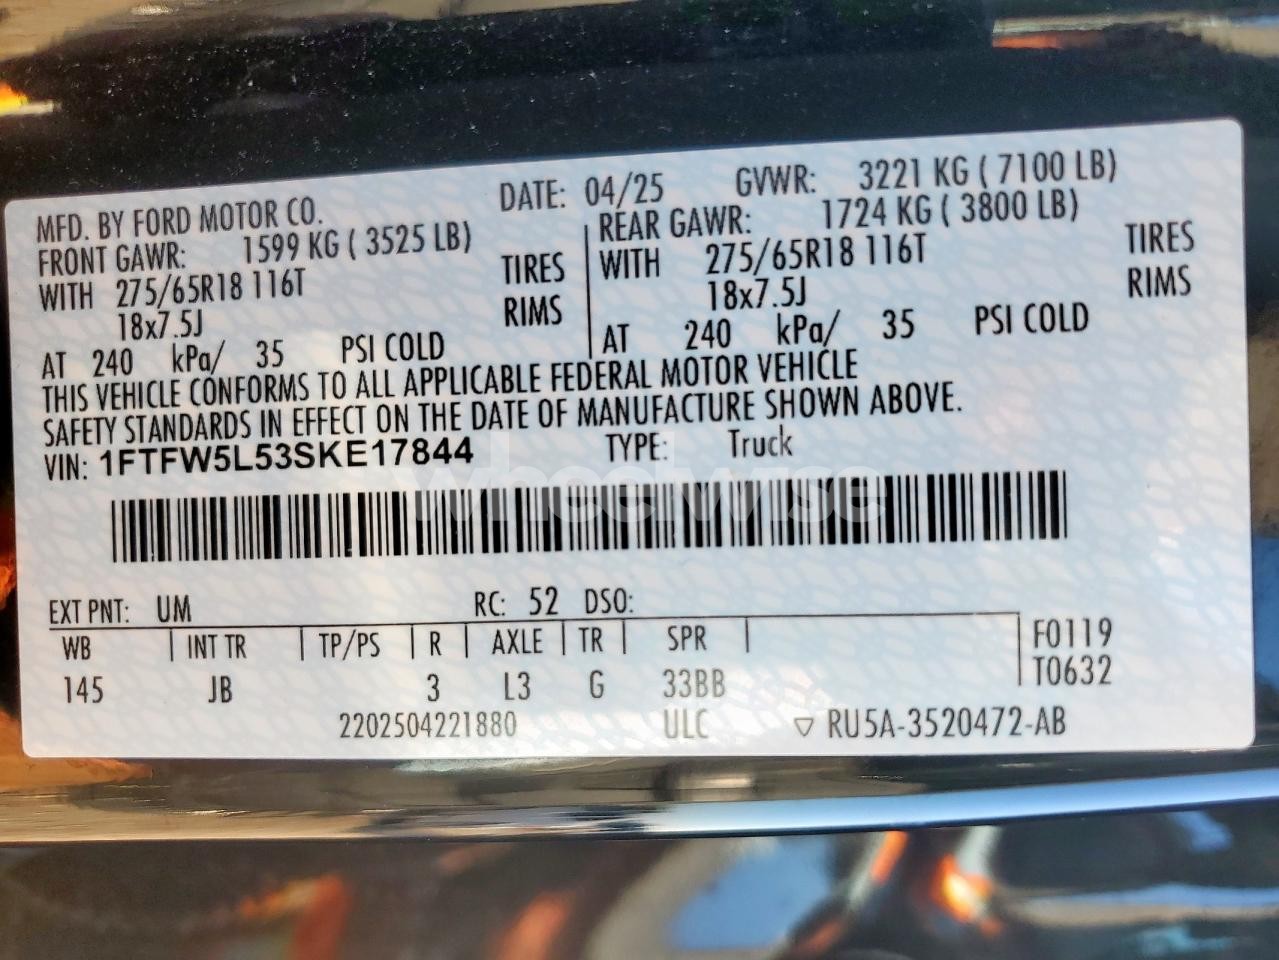 MFD. BY FORD MOTOR CO. DATE: 04/25 GVWR: 3221 KG ( 7100 LB)
FRONT GAWR: 1599 KG ( 3525 LB) REAR GAWR: 1724 KG ( 3800 LB)
WITH 275/65R18 116T TIRES WITH 275/65R18 116T TIRES
18x7.5J RIMS 18x7.5J RIMS
AT 240 kPa/ 35 PSI COLD AT 240 kPa/ 35 PSI COLD
THIS VEHICLE CONFORMS TO ALL APPLICABLE FEDERAL MOTOR VEHICLE
SAFETY STANDARDS IN EFFECT ON THE DATE OF MANUFACTURE SHOWN ABOVE.
VIN: 1FTFW5L53SKE17844 TYPE: Truck
wheelwise
EXT PNT: UM RC: 52 DSO:
WB INT TR TP/PS R AXLE TR SPR F0119
145 JB 3 L3 G 33BB T0632
2202504221880 ULC ▽ RU5A-3520472-AB